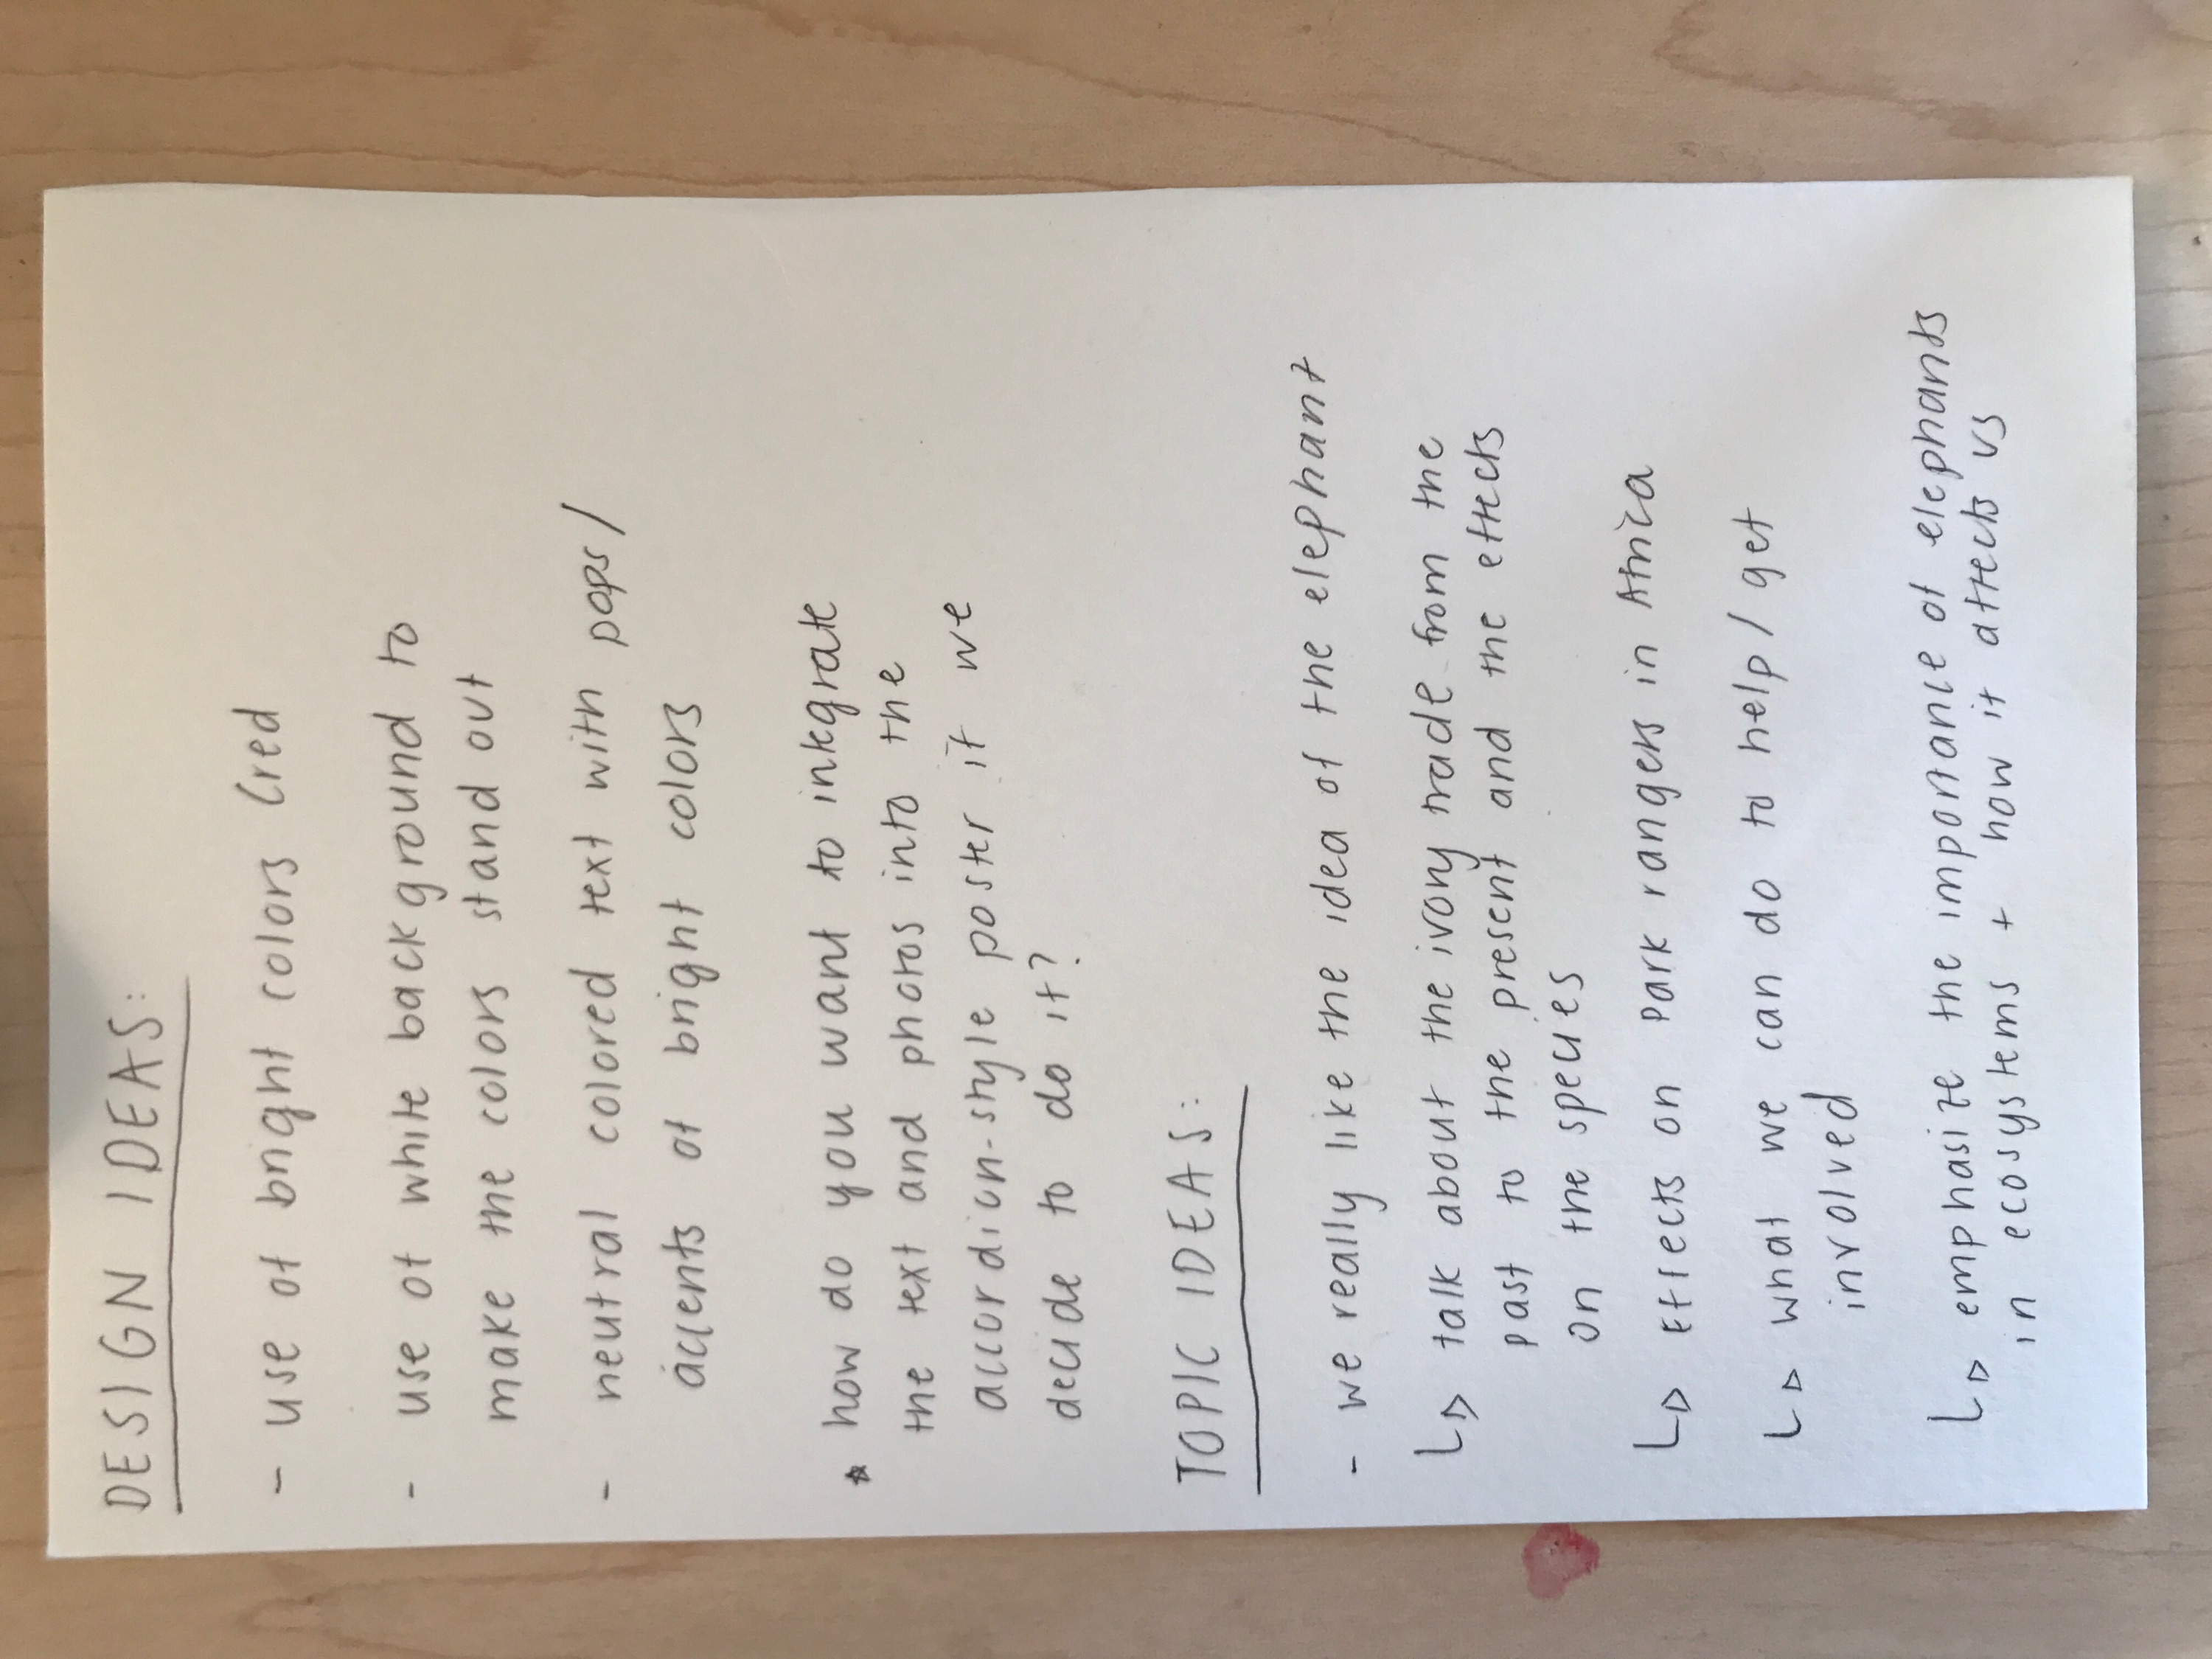 DESIGN IDEAS:
- use of bright colors (red
- use of white background to
make the colors stand out
- neutral colored text with pops/
accents of bright colors
* how do you want to integrate
the text and photos into the
accordion-style poster if we
decide to do it?
TOPIC IDEAS:
- we really like the idea of the elephant
↳ talk about the ivory trade from the
past to the present and the effects
on the species
↳ Effects on Park rangers in Africa
↳ what we can do to help/get
involved
↳ emphasize the importance of elephants
in ecosystems + how it affects us